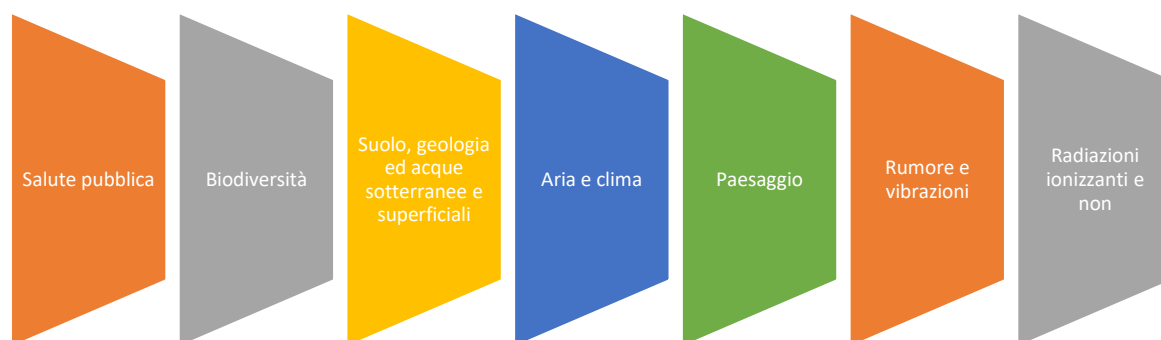 Salute pubblica
Biodiversità
Suolo, geologia
ed acque
sotterranee e
superficiali
Aria e clima
Paesaggio
Rumore e
vibrazioni
Radiazioni
ionizzanti e
non